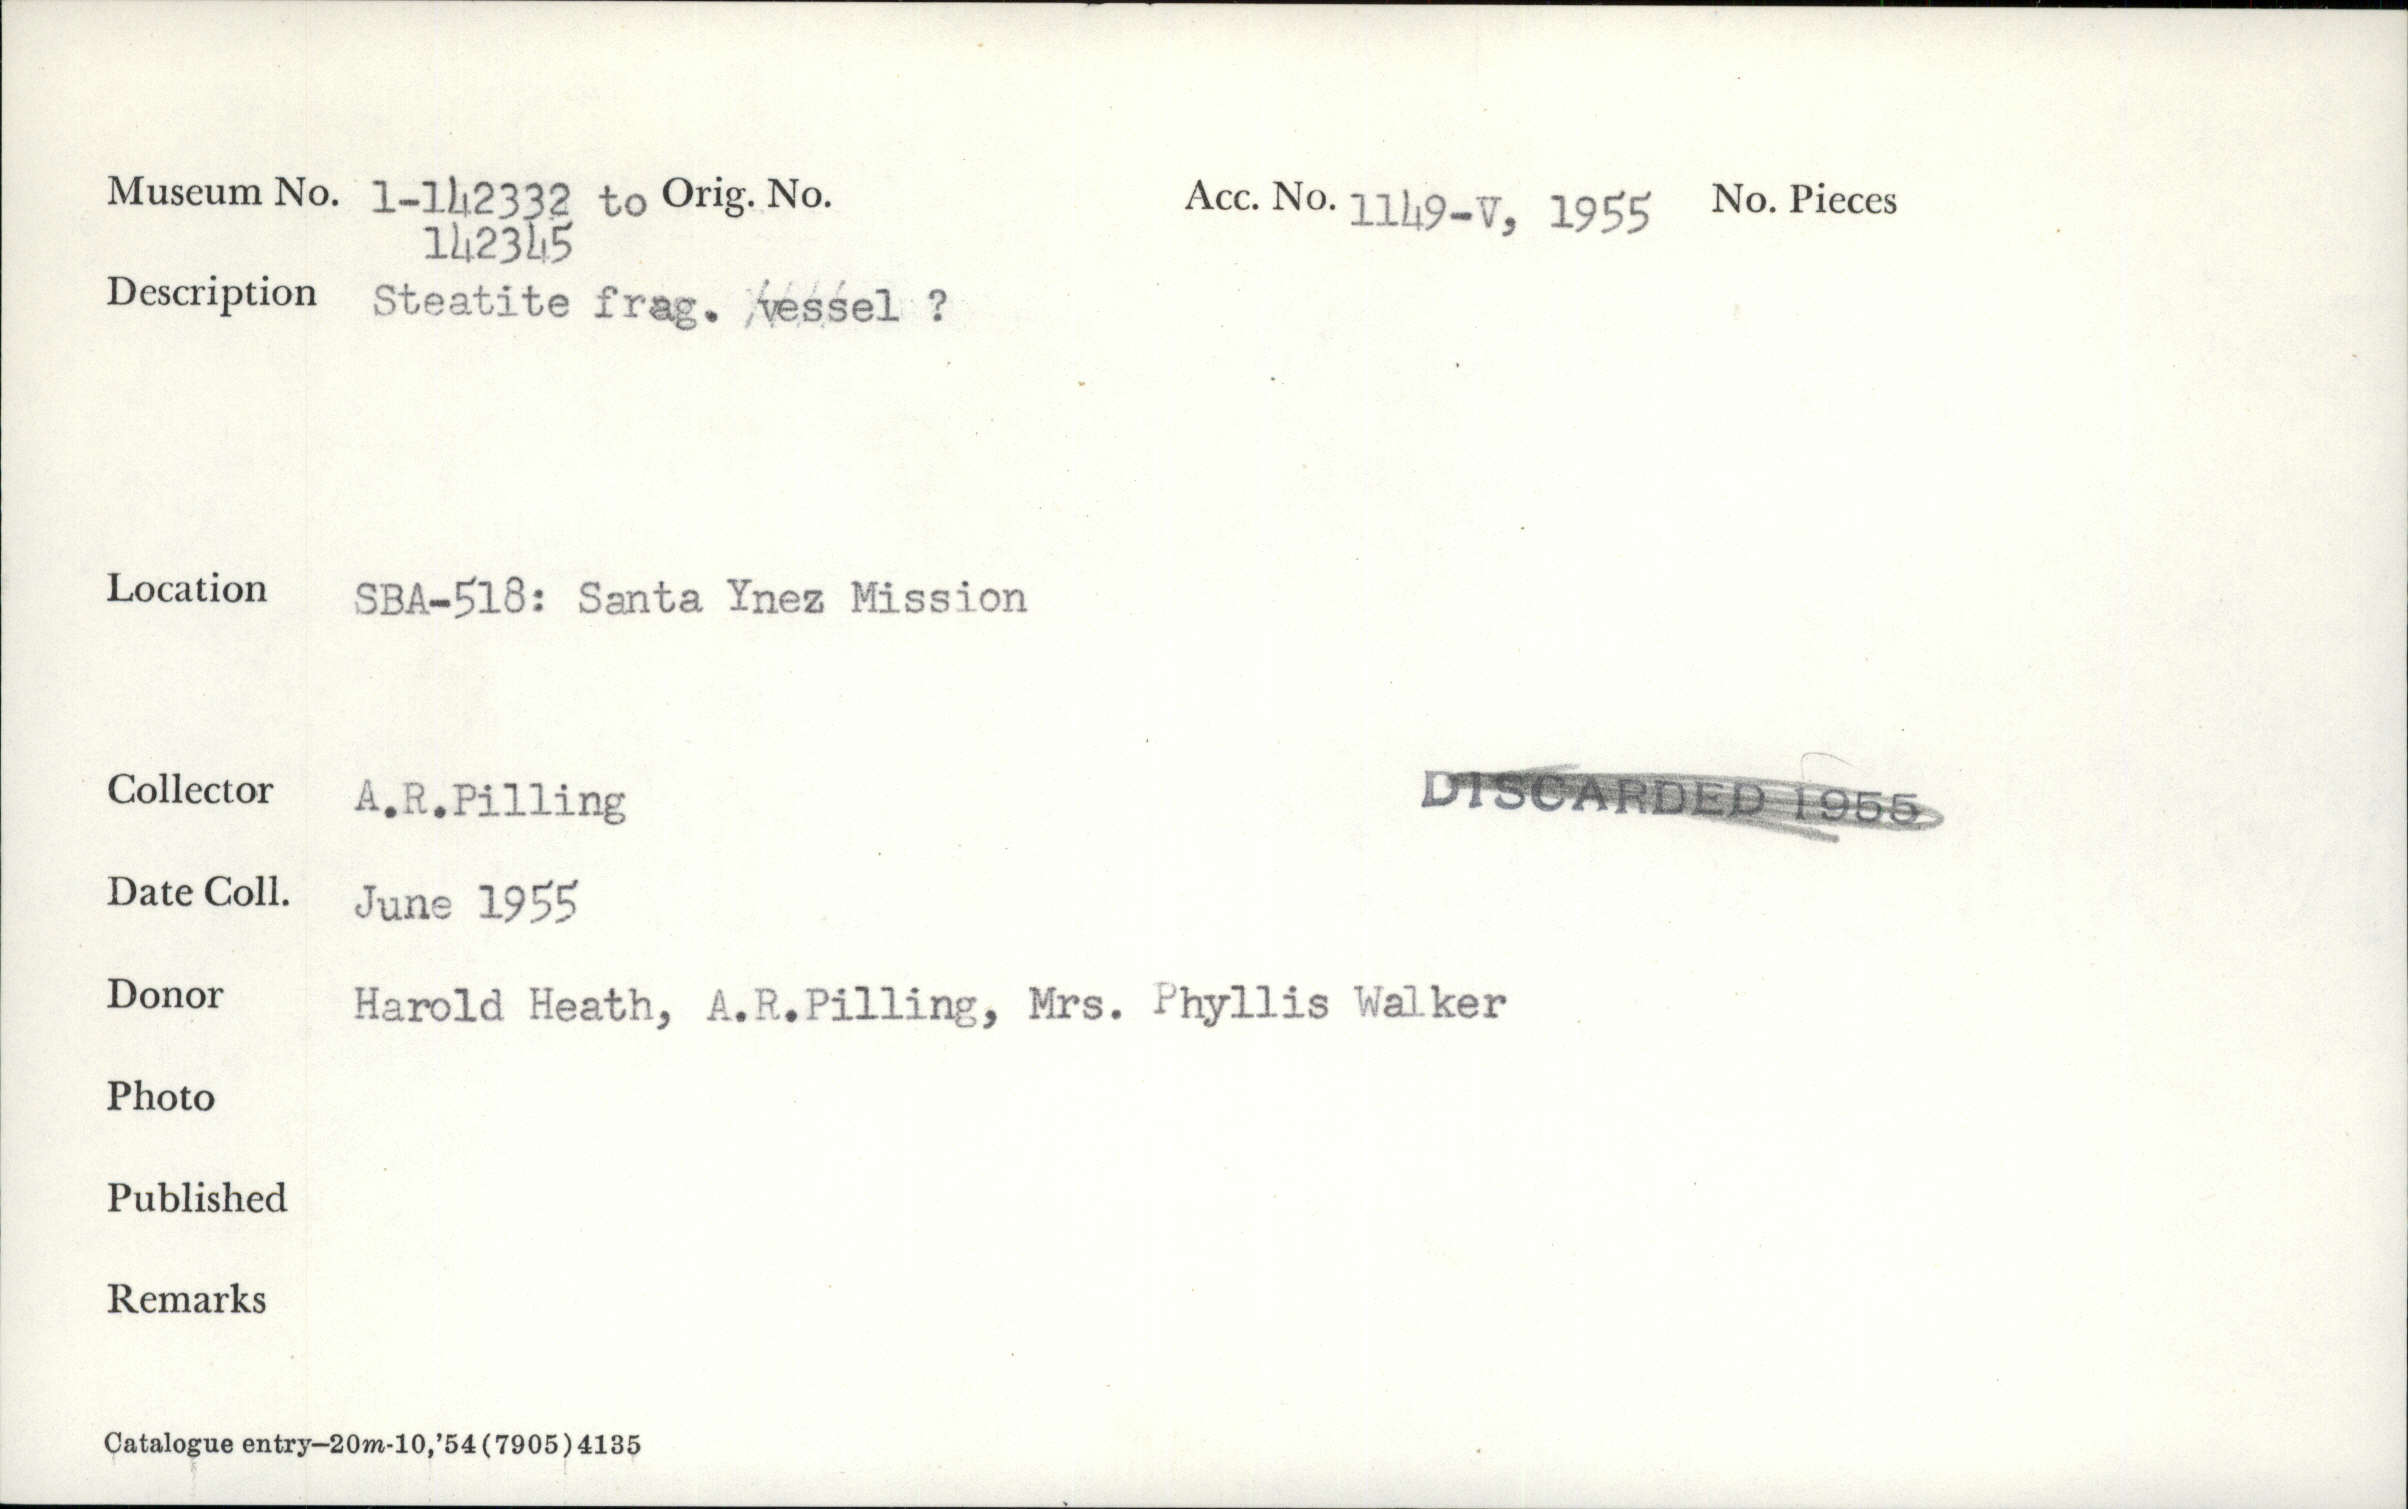 Museum No. 1-142332 to Orig. No. Acc. No. 1149-V, 1955 No. Pieces
142345
Description Steatite frag. vessel ?
Location SBA-518: Santa Ynez Mission
Collector A.R.Pilling DISCARDED 1955
Date Coll. June 1955
Donor Harold Heath, A.R.Pilling, Mrs. Phyllis Walker
Photo
Published
Remarks
Catalogue entry—20m-10,'54(7905)4135